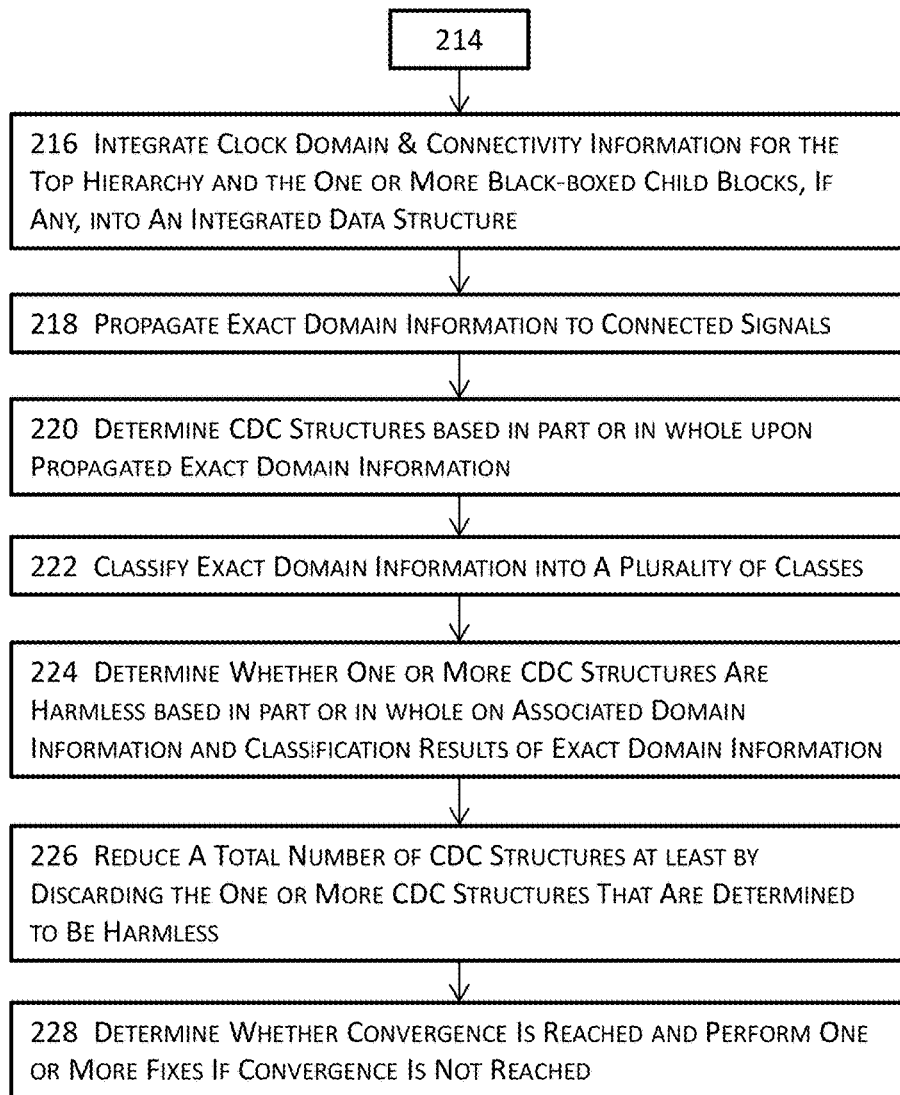 214
216 Integrate Clock Domain & Connectivity Information for the
Top Hierarchy and the One or More Black-boxed Child Blocks, If
Any, into An Integrated Data Structure
218 Propagate Exact Domain Information to Connected Signals
220 Determine CDC Structures based in part or in whole upon
Propagated Exact Domain Information
222 Classify Exact Domain Information into A Plurality of Classes
224 Determine Whether One or More CDC Structures Are
Harmless based in part or in whole on Associated Domain
Information and Classification Results of Exact Domain Information
226 Reduce A Total Number of CDC Structures at least by
Discarding the One or More CDC Structures That Are Determined
to Be Harmless
228 Determine Whether Convergence Is Reached and Perform One
or More Fixes If Convergence Is Not Reached